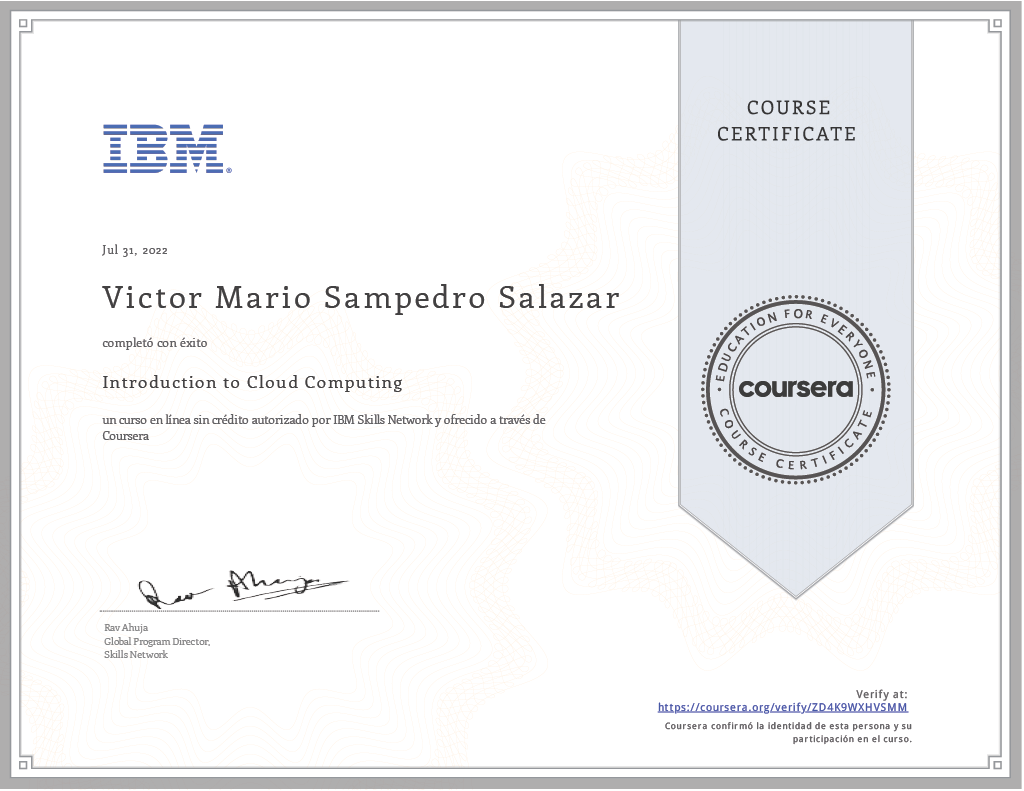 IBM®
COURSE
CERTIFICATE
Jul 31, 2022
Victor Mario Sampedro Salazar
completó con éxito
Introduction to Cloud Computing
un curso en línea sin crédito autorizado por IBM Skills Network y ofrecido a través de
Coursera
EDUCATION FOR EVERYONE
coursera
COURSE CERTIFICATE
Rav Ahuja
Rav Ahuja
Global Program Director,
Skills Network
Verify at:
https://coursera.org/verify/ZD4K9WXHVSMM
Coursera confirmó la identidad de esta persona y su
participación en el curso.